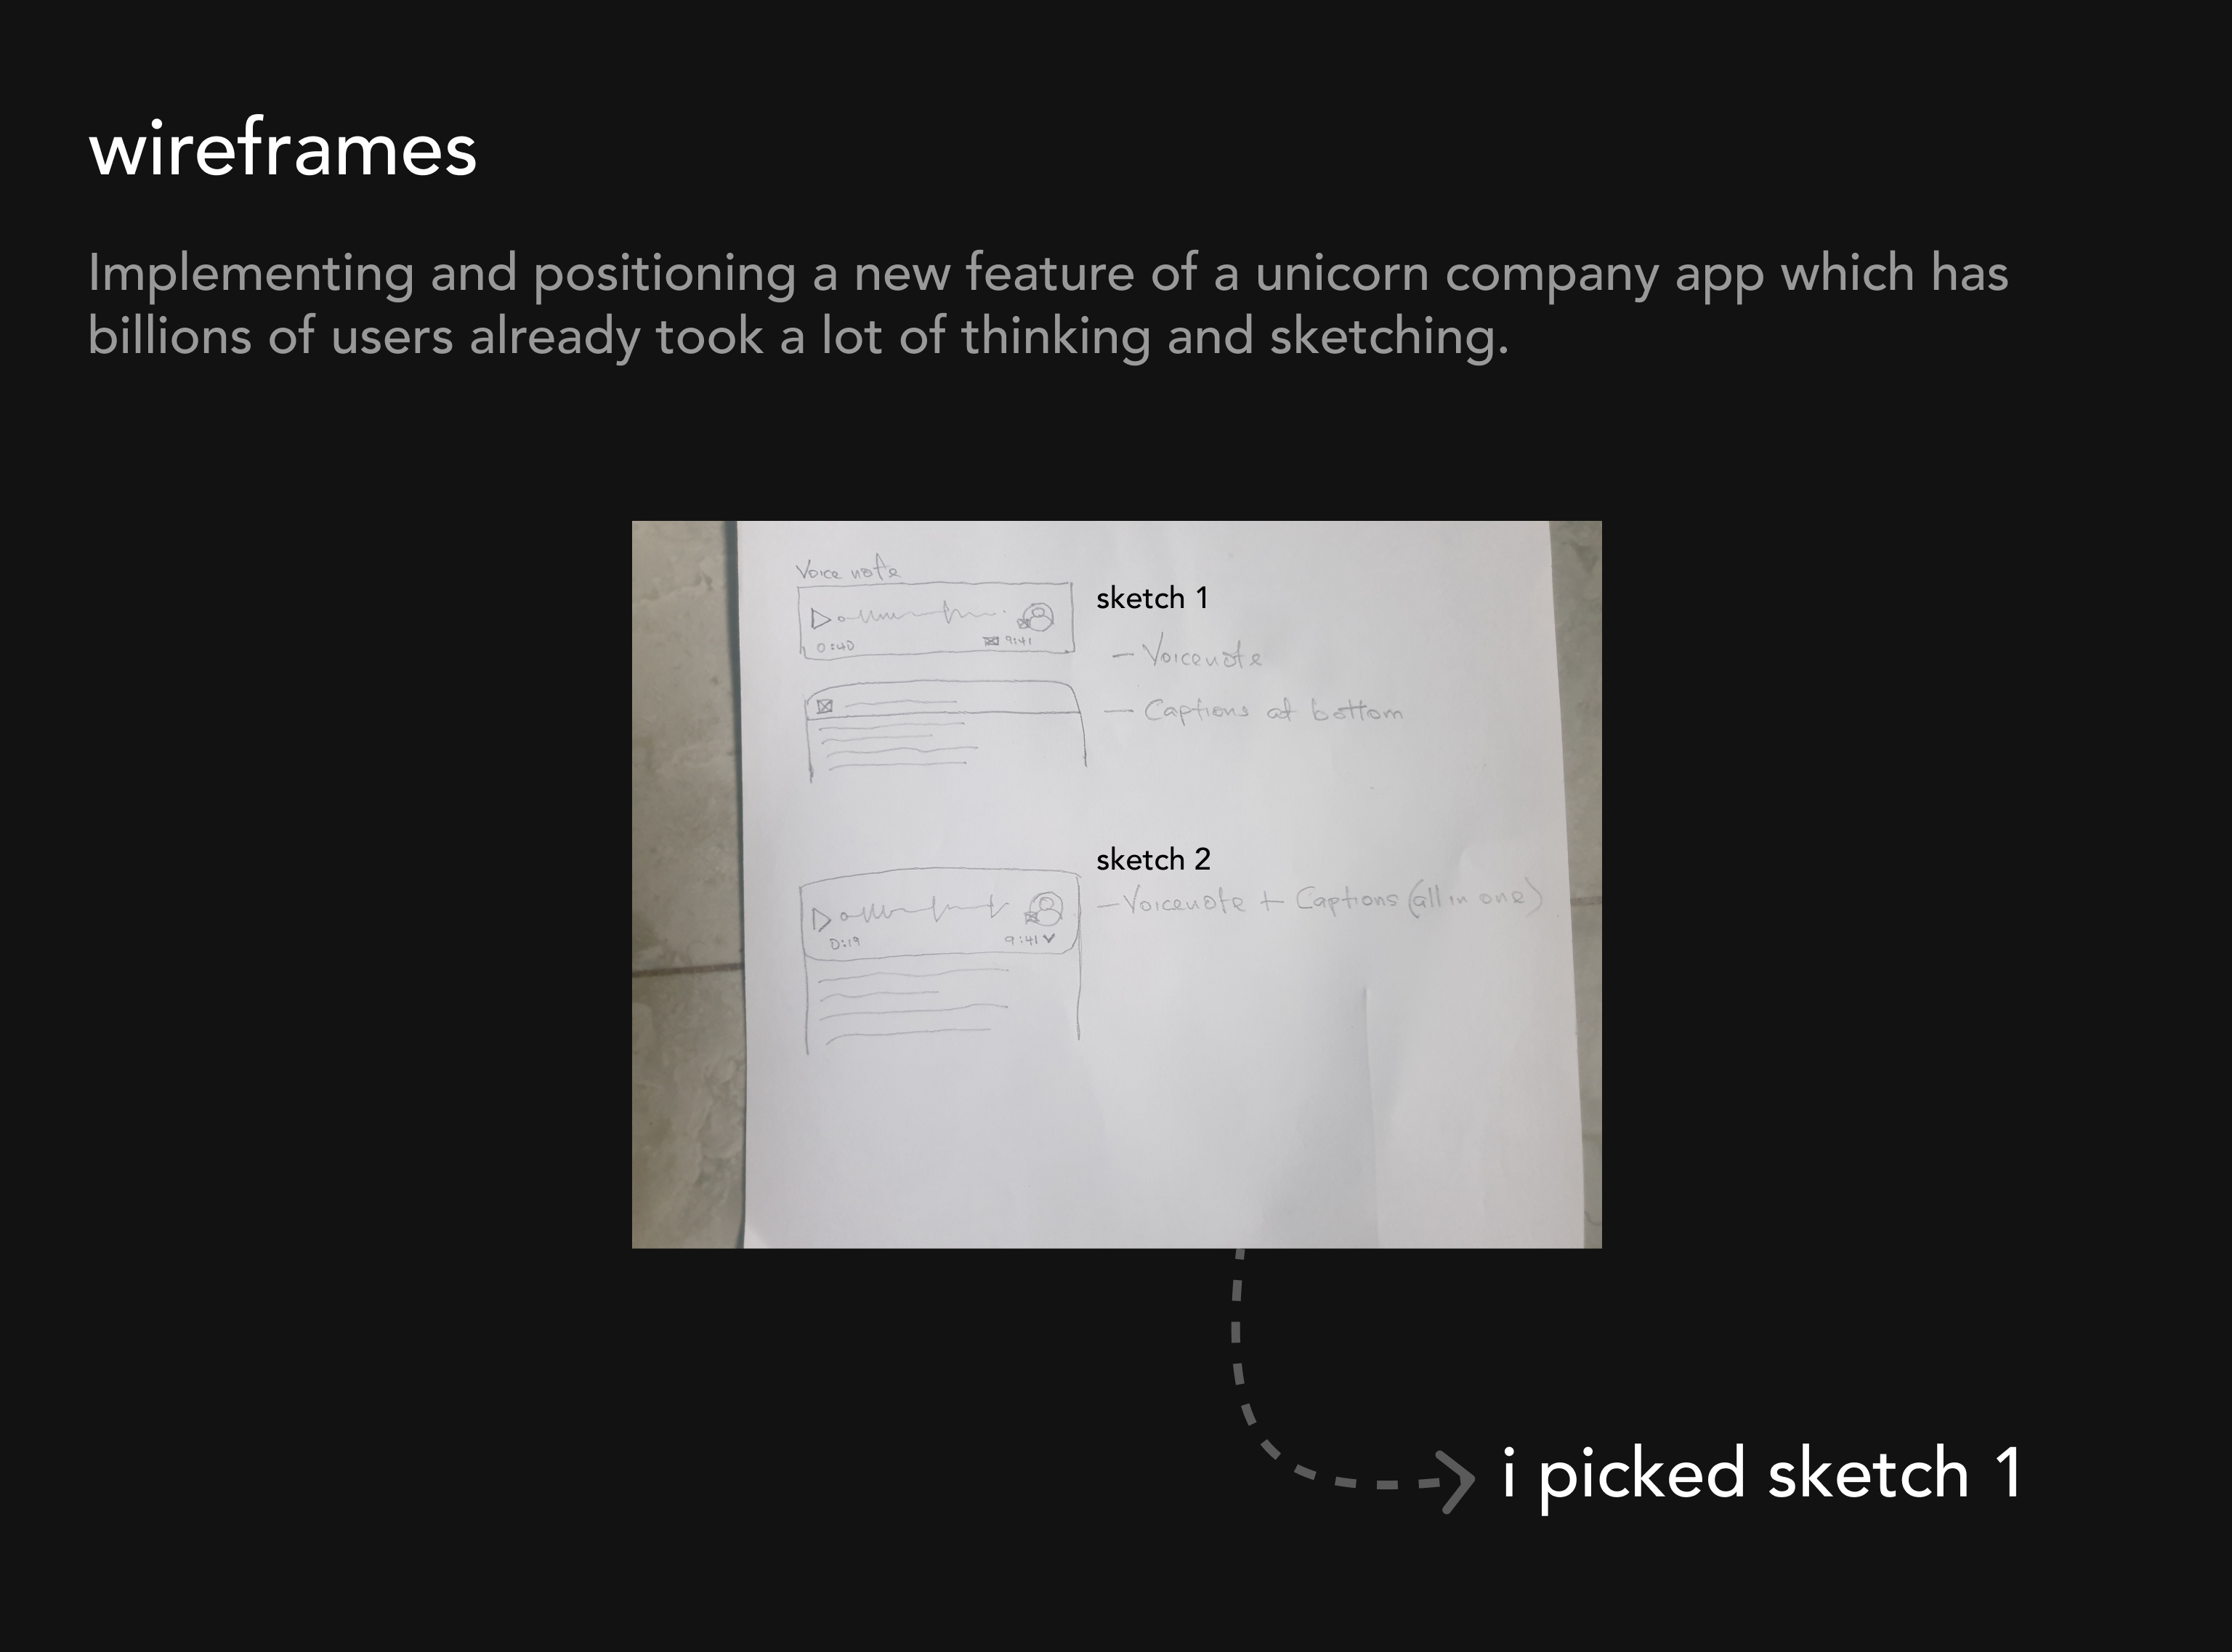 wireframes
Implementing and positioning a new feature of a unicorn company app which has
billions of users already took a lot of thinking and sketching.
Voice note
sketch 1
0:40
9:41
– Voicenote
– Captions at bottom
sketch 2
– Voicenote + Captions (all in one)
0:19
9:41
i picked sketch 1